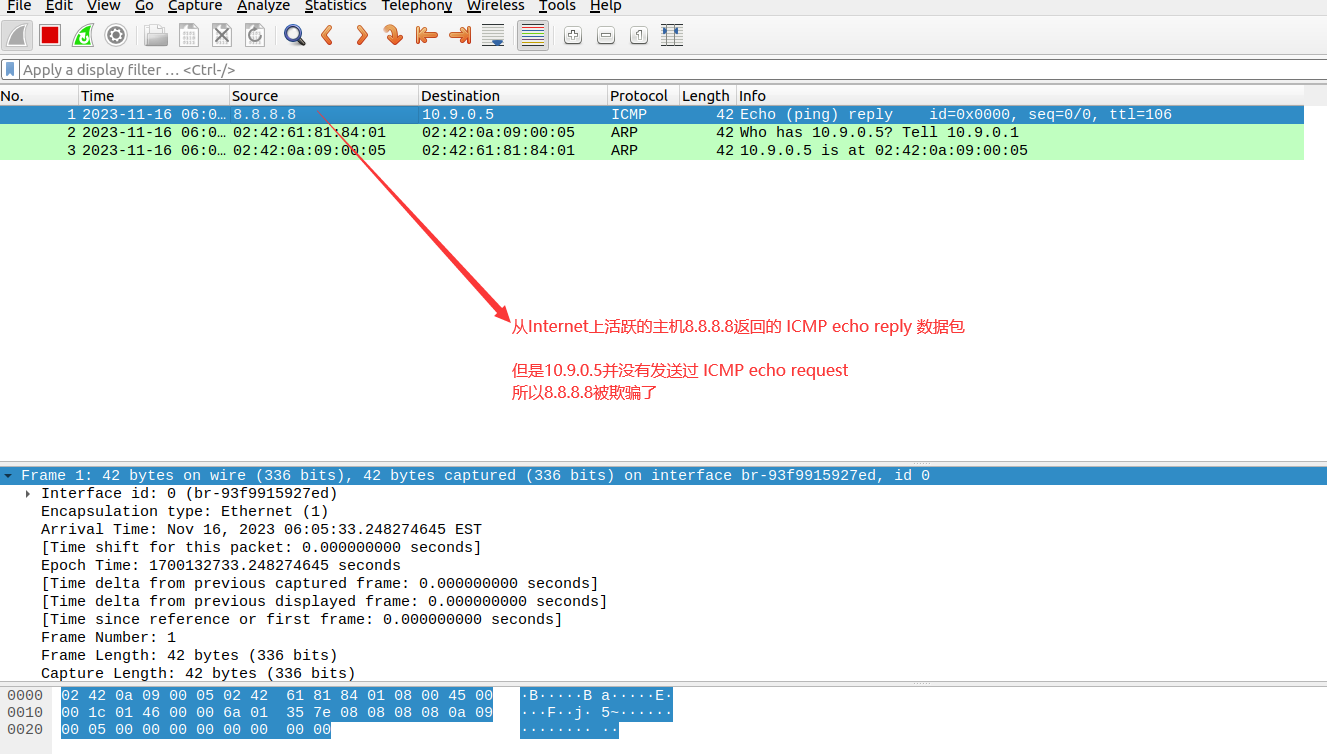 File Edit View Go Capture Analyze Statistics Telephony Wireless Tools Help
Apply a display filter … <Ctrl-/>
No. Time Source Destination Protocol Length Info
1 2023-11-16 06:0… 8.8.8.8 10.9.0.5 ICMP 42 Echo (ping) reply id=0x0000, seq=0/0, ttl=106
2 2023-11-16 06:0… 02:42:61:81:84:01 02:42:0a:09:00:05 ARP 42 Who has 10.9.0.5? Tell 10.9.0.1
3 2023-11-16 06:0… 02:42:0a:09:00:05 02:42:61:81:84:01 ARP 42 10.9.0.5 is at 02:42:0a:09:00:05
从Internet上活跃的主机8.8.8.8返回的 ICMP echo reply 数据包
但是10.9.0.5并没有发送过 ICMP echo request
所以8.8.8.8被欺骗了
Frame 1: 42 bytes on wire (336 bits), 42 bytes captured (336 bits) on interface br-93f9915927ed, id 0
Interface id: 0 (br-93f9915927ed)
Encapsulation type: Ethernet (1)
Arrival Time: Nov 16, 2023 06:05:33.248274645 EST
[Time shift for this packet: 0.000000000 seconds]
Epoch Time: 1700132733.248274645 seconds
[Time delta from previous captured frame: 0.000000000 seconds]
[Time delta from previous displayed frame: 0.000000000 seconds]
[Time since reference or first frame: 0.000000000 seconds]
Frame Number: 1
Frame Length: 42 bytes (336 bits)
Capture Length: 42 bytes (336 bits)
0000 02 42 0a 09 00 05 02 42 61 81 84 01 08 00 45 00 ·B·····B a·····E·
0010 00 1c 01 46 00 00 6a 01 35 7e 08 08 08 08 0a 09 ···F··j· 5~······
0020 00 05 00 00 00 00 00 00 00 00 ········ ··